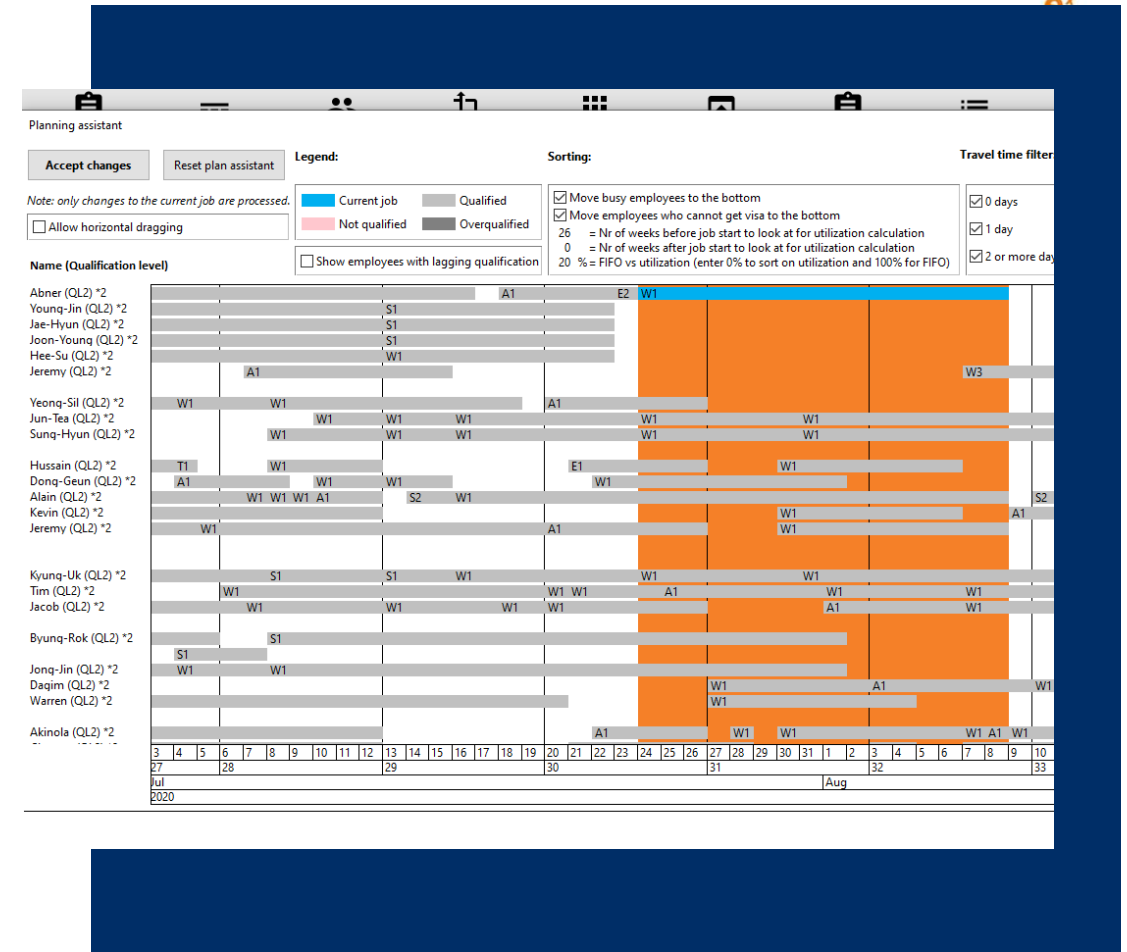 Planning assistant
Accept changes
Reset plan assistant
Legend:
Sorting:
Travel time filter:
Note: only changes to the current job are processed.
Allow horizontal dragging
Current job
Qualified
Not qualified
Overqualified
Show employees with lagging qualification
Move busy employees to the bottom
Move employees who cannot get visa to the bottom
26 = Nr of weeks before job start to look at for utilization calculation
0 = Nr of weeks after job start to look at for utilization calculation
20 % = FIFO vs utilization (enter 0% to sort on utilization and 100% for FIFO)
0 days
1 day
2 or more day
Name (Qualification level)
Abner (QL2) *2 A1 E2 W1
Young-Jin (QL2) *2 S1
Jae-Hyun (QL2) *2 S1
Joon-Young (QL2) *2 S1
Hee-Su (QL2) *2 W1
Jeremy (QL2) *2 A1 W3
Yeong-Sil (QL2) *2 W1 W1 A1
Jun-Tea (QL2) *2 W1 W1 W1 W1 W1
Sung-Hyun (QL2) *2 W1 W1 W1 W1 W1
Hussain (QL2) *2 T1 W1 E1 W1
Dong-Geun (QL2) *2 A1 W1 W1 W1
Alain (QL2) *2 W1 W1 W1 A1 S2 W1 S2
Kevin (QL2) *2 W1 A1
Jeremy (QL2) *2 W1 A1 W1
Kyung-Uk (QL2) *2 S1 S1 W1 W1 W1
Tim (QL2) *2 W1 W1 W1 A1 W1 W1
Jacob (QL2) *2 W1 W1 W1 W1 A1 W1
Byung-Rok (QL2) *2 S1
S1
Jong-Jin (QL2) *2 W1 W1
Dagim (QL2) *2 W1 A1 W1
Warren (QL2) *2 W1
Akinola (QL2) *2 A1 W1 W1 W1 A1 W1
3 4 5 6 7 8 9 10 11 12 13 14 15 16 17 18 19 20 21 22 23 24 25 26 27 28 29 30 31 1 2 3 4 5 6 7 8 9 10
27 28 29 30 31 32 33
Jul Aug
2020